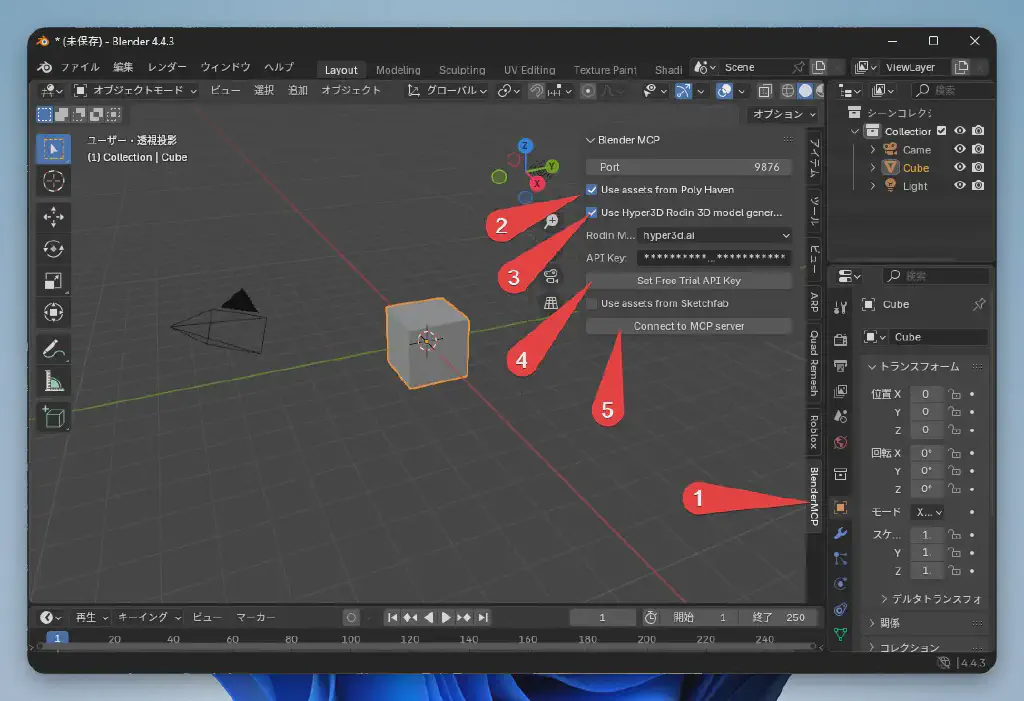 * (未保存) - Blender 4.4.3
ファイル 編集 レンダー ウィンドウ ヘルプ Layout Modeling Sculpting UV Editing Texture Paint Shadi Scene ViewLayer
オブジェクトモード ビュー 選択 追加 オブジェクト グローバル 検索
オプション
ユーザー・透視投影
(1) Collection | Cube
Z
Y
X
Blender MCP
Port 9876
Use assets from Poly Haven
Use Hyper3D Rodin 3D model gener...
Rodin M... hyper3d.ai
API Key: **********...***********
Set Free Trial API Key
Use assets from Sketchfab
Connect to MCP server
1
2
3
4
5
アイテム
ツール
ビュー
ARP
Quad Remesh
Roblox
BlenderMCP
シーンコレクシ
Collection
Came
Cube
Light
検索
Cube
Cube
トランスフォーム
位置 X 0
Y 0
Z 0
回転 X 0°
Y 0°
Z 0°
モード X...
スケ... 1.
Y 1.
Z 1.
デルタトランスフォ
関係
コレクション
再生 キーイング ビュー マーカー 1 開始 1 終了 250
1 20 40 60 80 100 120 140 160 180 200 220 240
4.4.3